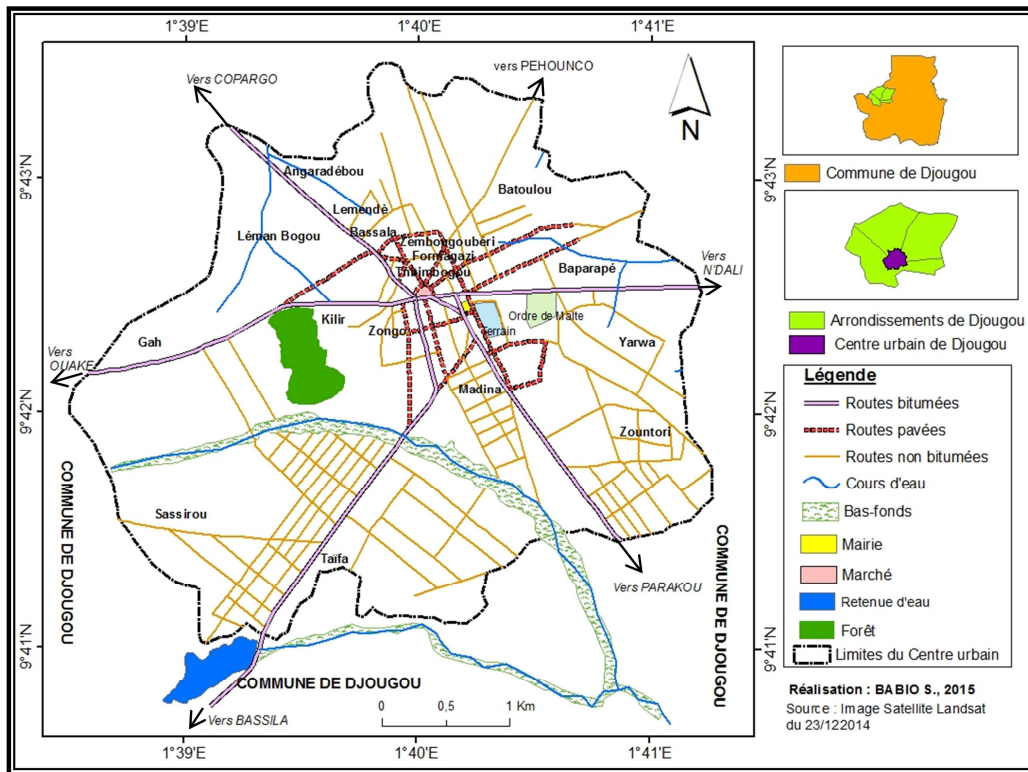 1°39'E
1°40'E
1°41'E
Vers COPARGO
vers PEHOUNCO
N
9°43'N
9°43'N
Angaradébou
Batoulou
Lemendè
Bassala
Léman Bogou
Zembougoubéri
Formagazi
Baparapé
Vers
N'DALI
Kilir
Ordre de Malte
Zongo
Terrain
Gah
Yarwa
Vers
OUAKE
Madina
9°42'N
9°42'N
Zountori
Sassirou
Taïfa
COMMUNE DE DJOUGOU
COMMUNE DE DJOUGOU
Vers PARAKOU
9°41'N
9°41'N
COMMUNE DE DJOUGOU
Vers BASSILA
0 0,5 1 Km
1°39'E
1°40'E
1°41'E
Commune de Djougou
Arrondissements de Djougou
Centre urbain de Djougou
Légende
Routes bitumées
Routes pavées
Routes non bitumées
Cours d'eau
Bas-fonds
Mairie
Marché
Retenue d'eau
Forêt
Limites du Centre urbain
Réalisation : BABIO S., 2015
Source : Image Satellite Landsat
du 23/122014